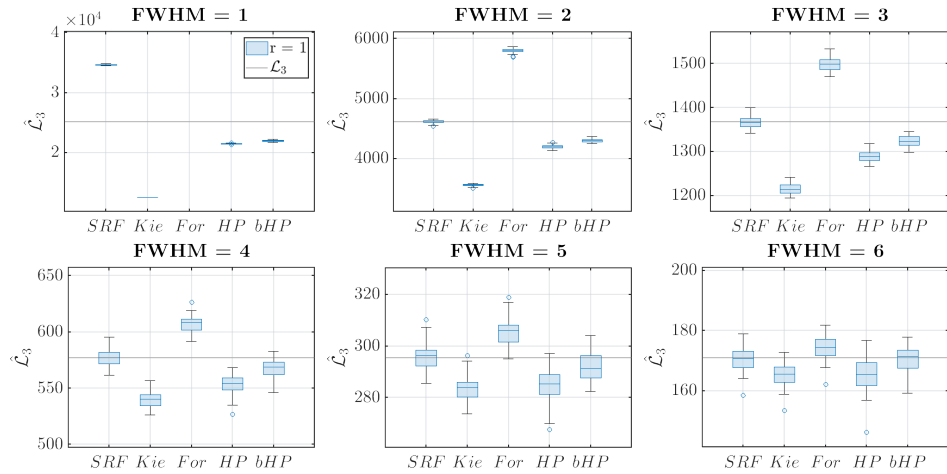 FWHM = 1
×10⁴
4
2
L̂₃
r = 1
L₃
SRF Kie For HP bHP
FWHM = 2
6000
5000
4000
L̂₃
SRF Kie For HP bHP
FWHM = 3
1500
1400
1300
1200
L̂₃
SRF Kie For HP bHP
FWHM = 4
650
600
550
500
L̂₃
SRF Kie For HP bHP
FWHM = 5
320
300
280
L̂₃
SRF Kie For HP bHP
FWHM = 6
200
180
160
L̂₃
SRF Kie For HP bHP